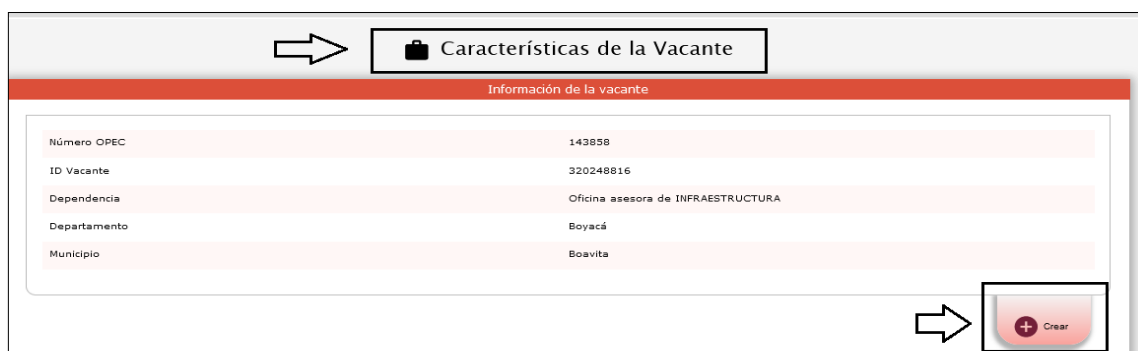 Características de la Vacante
Información de la vacante
Número OPEC 143858
ID Vacante 320248816
Dependencia Oficina asesora de INFRAESTRUCTURA
Departamento Boyacá
Municipio Boavita
Crear